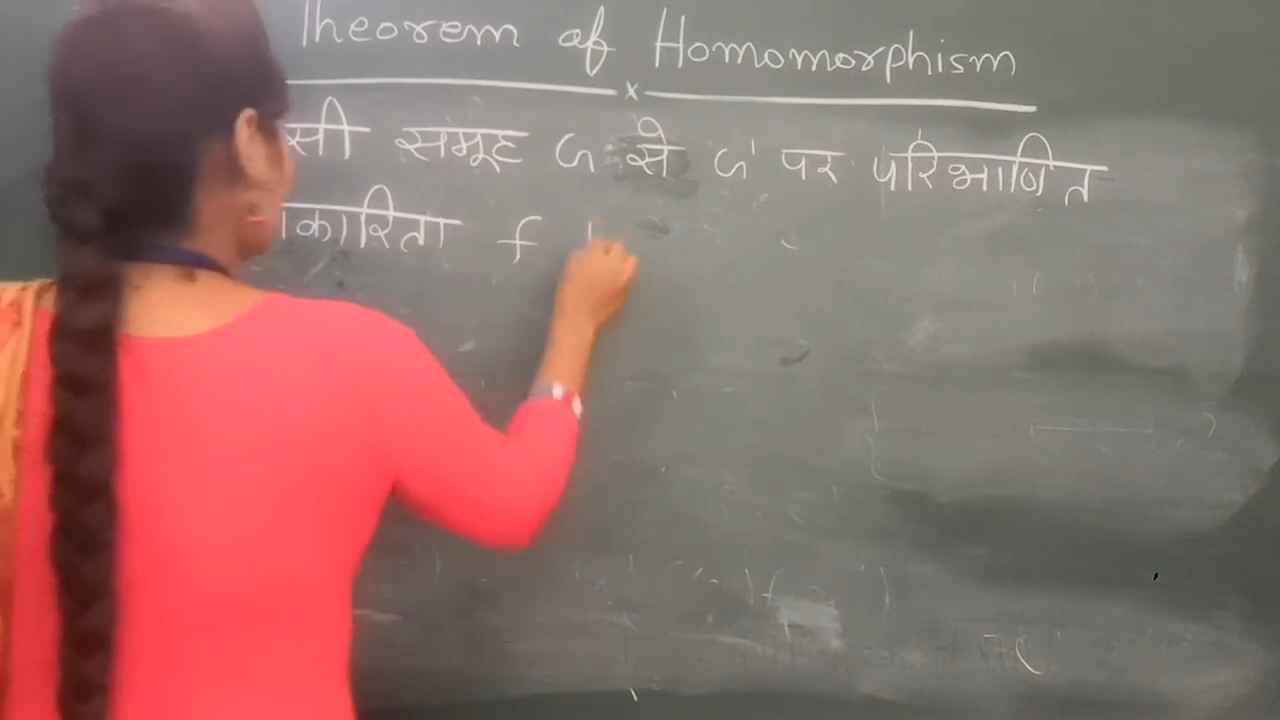 Theorem of Homomorphism
सी समूह G से G' पर परिभाषित
ाकारिता f